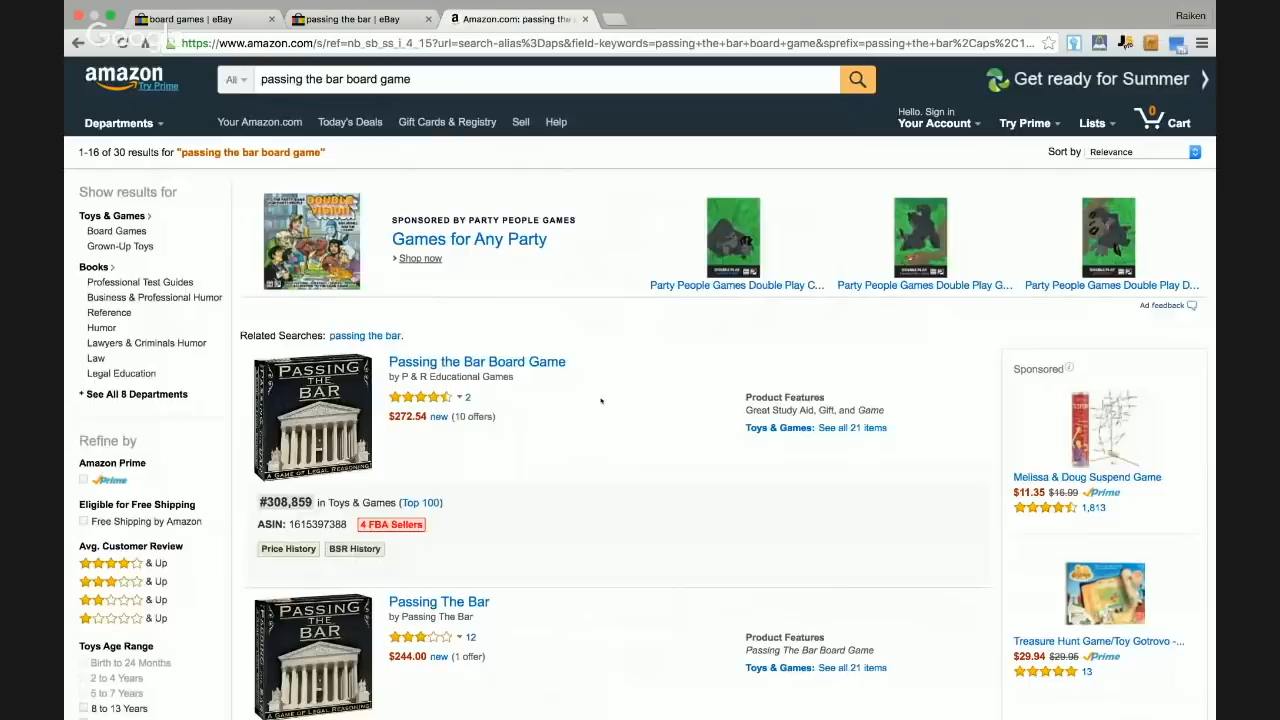 board games | eBay
passing the bar | eBay
Amazon.com: passing the
Raiken
Google
https://www.amazon.com/s/ref=nb_sb_ss_i_4_15?url=search-alias%3Daps&field-keywords=passing+the+bar+board+game&sprefix=passing+the+bar%2Caps%2C1...
amazon
Try Prime
All
passing the bar board game
Get ready for Summer
Departments
Your Amazon.com
Today's Deals
Gift Cards & Registry
Sell
Help
Hello. Sign in
Your Account
Try Prime
Lists
0
Cart
1-16 of 30 results for "passing the bar board game"
Sort by
Relevance
Show results for
Toys & Games
Board Games
Grown-Up Toys
Books
Professional Test Guides
Business & Professional Humor
Reference
Humor
Lawyers & Criminals Humor
Law
Legal Education
+ See All 8 Departments
Refine by
Amazon Prime
Prime
Eligible for Free Shipping
Free Shipping by Amazon
Avg. Customer Review
& Up
& Up
& Up
& Up
Toys Age Range
Birth to 24 Months
2 to 4 Years
5 to 7 Years
8 to 13 Years
DOUBLE
VISION
SPONSORED BY PARTY PEOPLE GAMES
Games for Any Party
Shop now
DOUBLE PLAY
DOUBLE PLAY
DOUBLE PLAY
Party People Games Double Play C...
Party People Games Double Play G...
Party People Games Double Play D...
Ad feedback
Related Searches: passing the bar.
PASSING
THE
BAR
A GAME OF LEGAL REASONING
Passing the Bar Board Game
by P & R Educational Games
2
$272.54 new (10 offers)
Product Features
Great Study Aid, Gift, and Game
Toys & Games: See all 21 items
#308,859 in Toys & Games (Top 100)
ASIN: 1615397388
4 FBA Sellers
Price History
BSR History
PASSING
THE
BAR
A GAME OF LEGAL REASONING
Passing The Bar
by Passing The Bar
12
$244.00 new (1 offer)
Product Features
Passing The Bar Board Game
Toys & Games: See all 21 items
Sponsored
Melissa & Doug Suspend Game
$11.35 $16.99 Prime
1,813
Treasure Hunt Game/Toy Gotrovo -...
$29.94 $29.95 Prime
13